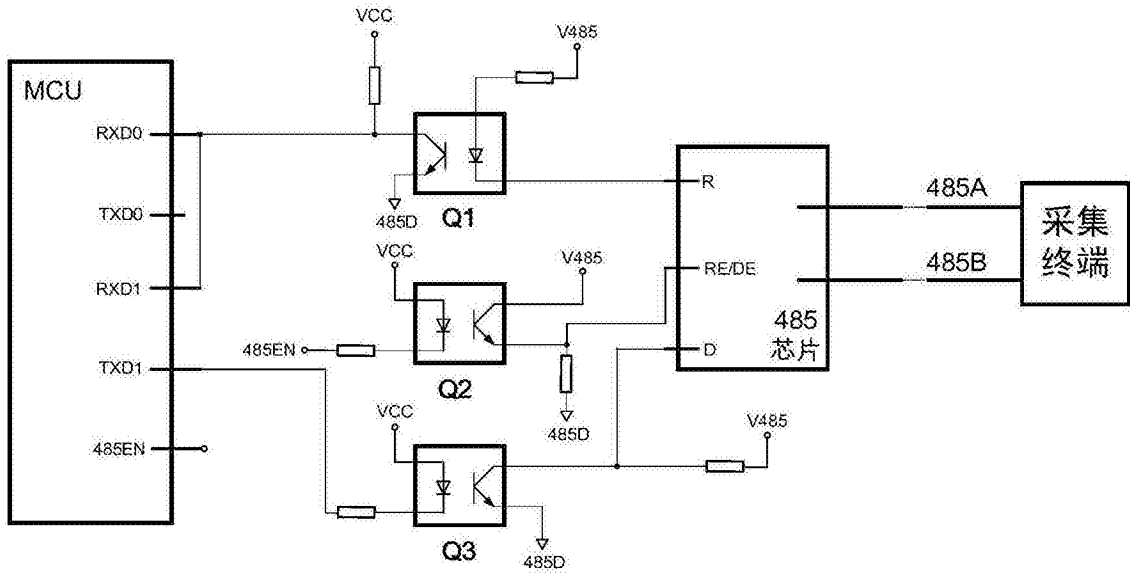 VCC
V485
MCU
RXD0
TXD0
RXD1
TXD1
485EN
485D
Q1
VCC
V485
485EN
Q2
485D
VCC
V485
Q3
485D
R
RE/DE
D
485
芯片
485A
485B
采集
终端